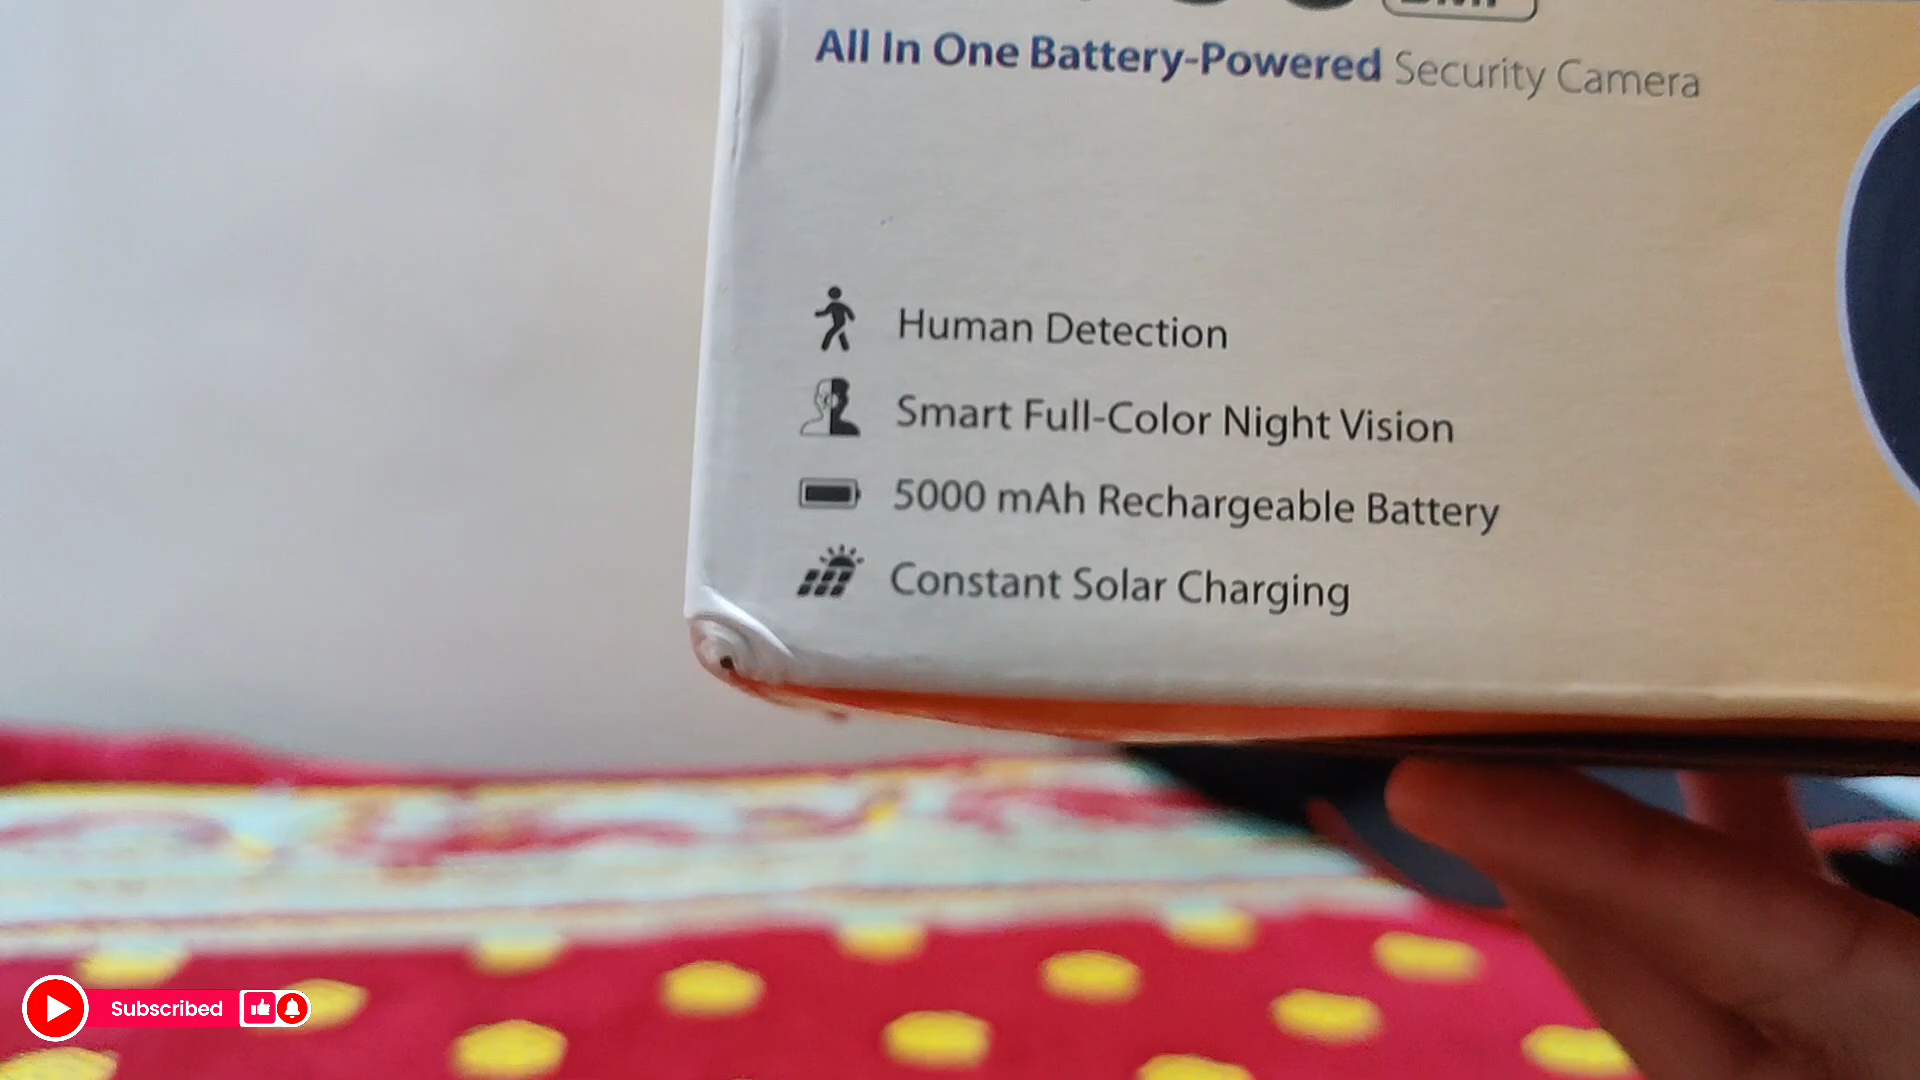 All In One Battery-Powered Security Camera
Human Detection
Smart Full-Color Night Vision
5000 mAh Rechargeable Battery
Constant Solar Charging
Subscribed